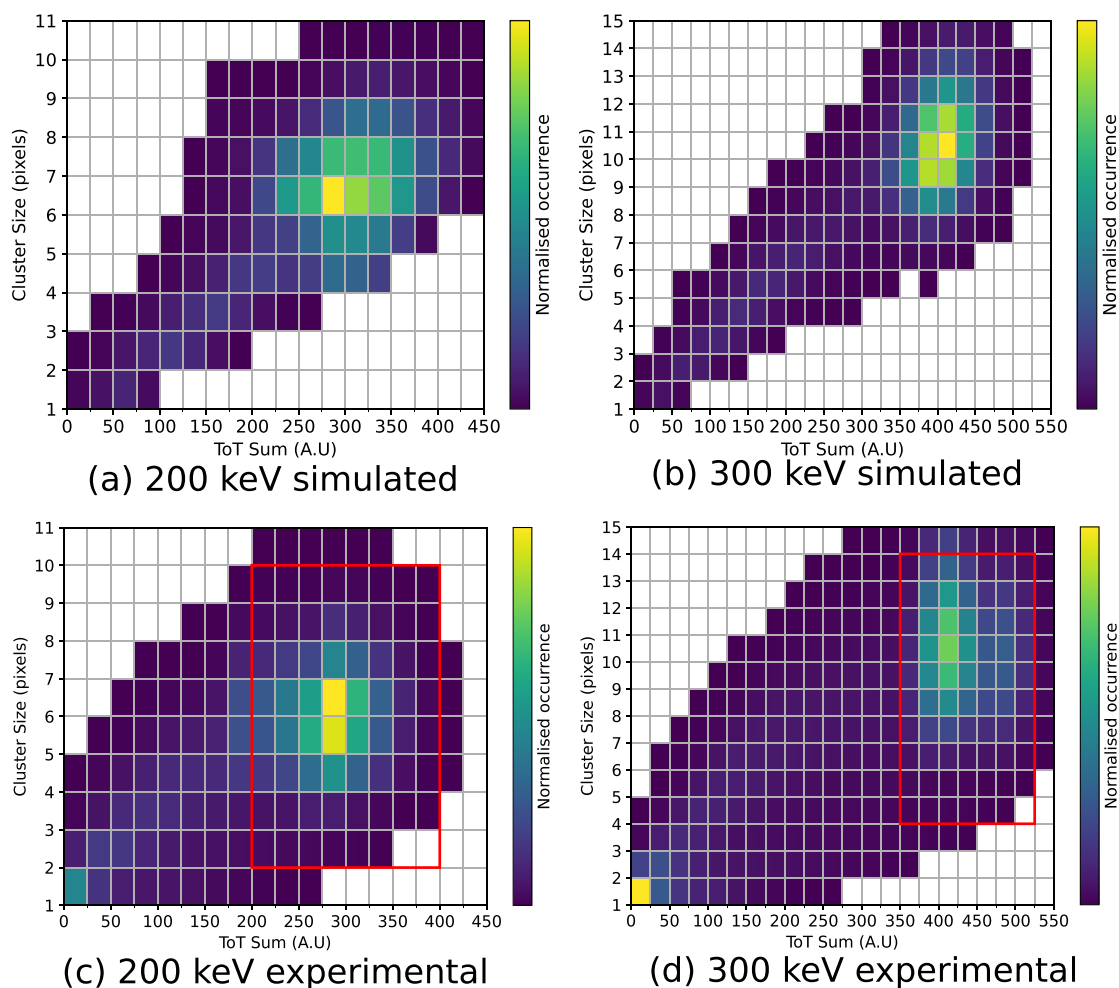 11
10
9
8
7
6
5
4
3
2
1
Cluster Size (pixels)
0 50 100 150 200 250 300 350 400 450
ToT Sum (A.U)
Normalised occurrence
(a) 200 keV simulated
15
14
13
12
11
10
9
8
7
6
5
4
3
2
1
Cluster Size (pixels)
0 50 100 150 200 250 300 350 400 450 500 550
ToT Sum (A.U)
Normalised occurrence
(b) 300 keV simulated
11
10
9
8
7
6
5
4
3
2
1
Cluster Size (pixels)
0 50 100 150 200 250 300 350 400 450
ToT Sum (A.U)
Normalised occurrence
(c) 200 keV experimental
15
14
13
12
11
10
9
8
7
6
5
4
3
2
1
Cluster Size (pixels)
0 50 100 150 200 250 300 350 400 450 500 550
ToT Sum (A.U)
Normalised occurrence
(d) 300 keV experimental